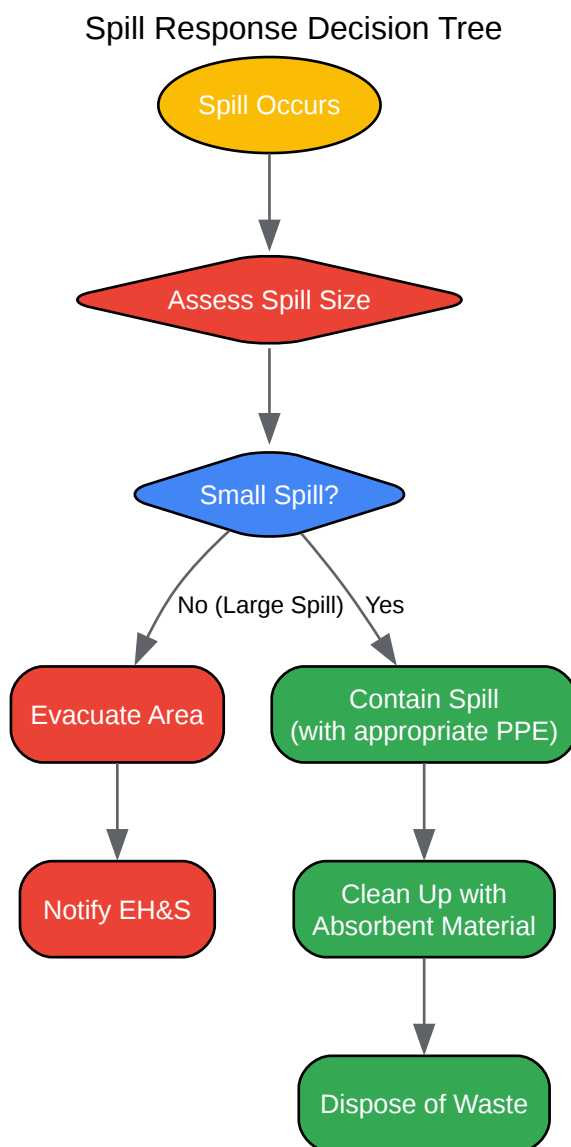 Spill Response Decision Tree
Spill Occurs
Assess Spill Size
Small Spill?
No (Large Spill)
Yes
Evacuate Area
Contain Spill
(with appropriate PPE)
Notify EH&S
Clean Up with
Absorbent Material
Dispose of Waste